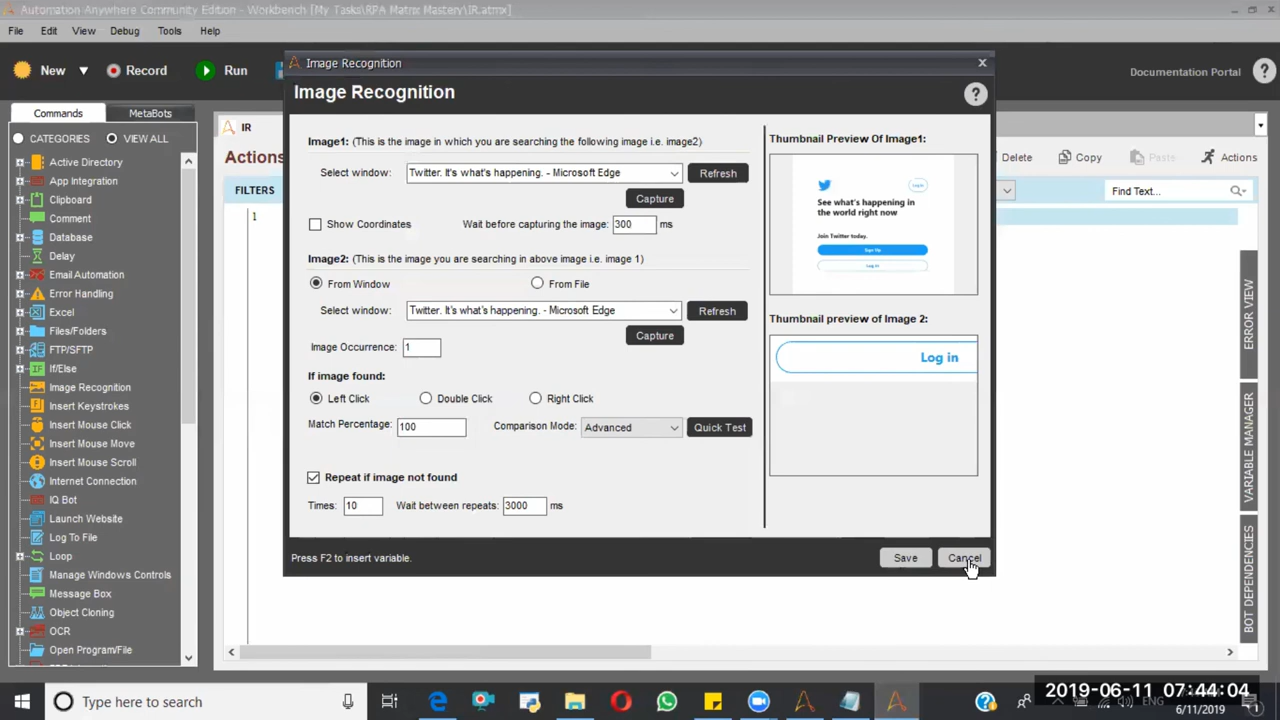 Automation Anywhere Community Edition - Workbench [My Tasks\RPA Matrix Mastery\IR.atmx]
File Edit View Debug Tools Help
New Record Run
Documentation Portal
Image Recognition
Image Recognition
Commands MetaBots
CATEGORIES VIEW ALL
Active Directory
App Integration
Clipboard
Comment
Database
Delay
Email Automation
Error Handling
Excel
Files/Folders
FTP/SFTP
If/Else
Image Recognition
Insert Keystrokes
Insert Mouse Click
Insert Mouse Move
Insert Mouse Scroll
Internet Connection
IQ Bot
Launch Website
Log To File
Loop
Manage Windows Controls
Message Box
Object Cloning
OCR
Open Program/File
IR
Actions
FILTERS
1
Image1: (This is the image in which you are searching the following image i.e. image2)
Select window: Twitter. It's what's happening. - Microsoft Edge Refresh
Capture
Show Coordinates Wait before capturing the image: 300 ms
Image2: (This is the image you are searching in above image i.e. image 1)
From Window From File
Select window: Twitter. It's what's happening. - Microsoft Edge Refresh
Capture
Image Occurrence: 1
If image found:
Left Click Double Click Right Click
Match Percentage: 100 Comparison Mode: Advanced Quick Test
Repeat if image not found
Times: 10 Wait between repeats: 3000 ms
Press F2 to insert variable.
Save Cancel
Thumbnail Preview Of Image1:
Log in
See what's happening in
the world right now
Join Twitter today.
Sign Up
Log in
Thumbnail preview of Image 2:
Log in
Delete Copy Paste Actions
Find Text...
ERROR VIEW
VARIABLE MANAGER
BOT DEPENDENCIES
Type here to search
ENG
2019-06-11 07:44:04
6/11/2019